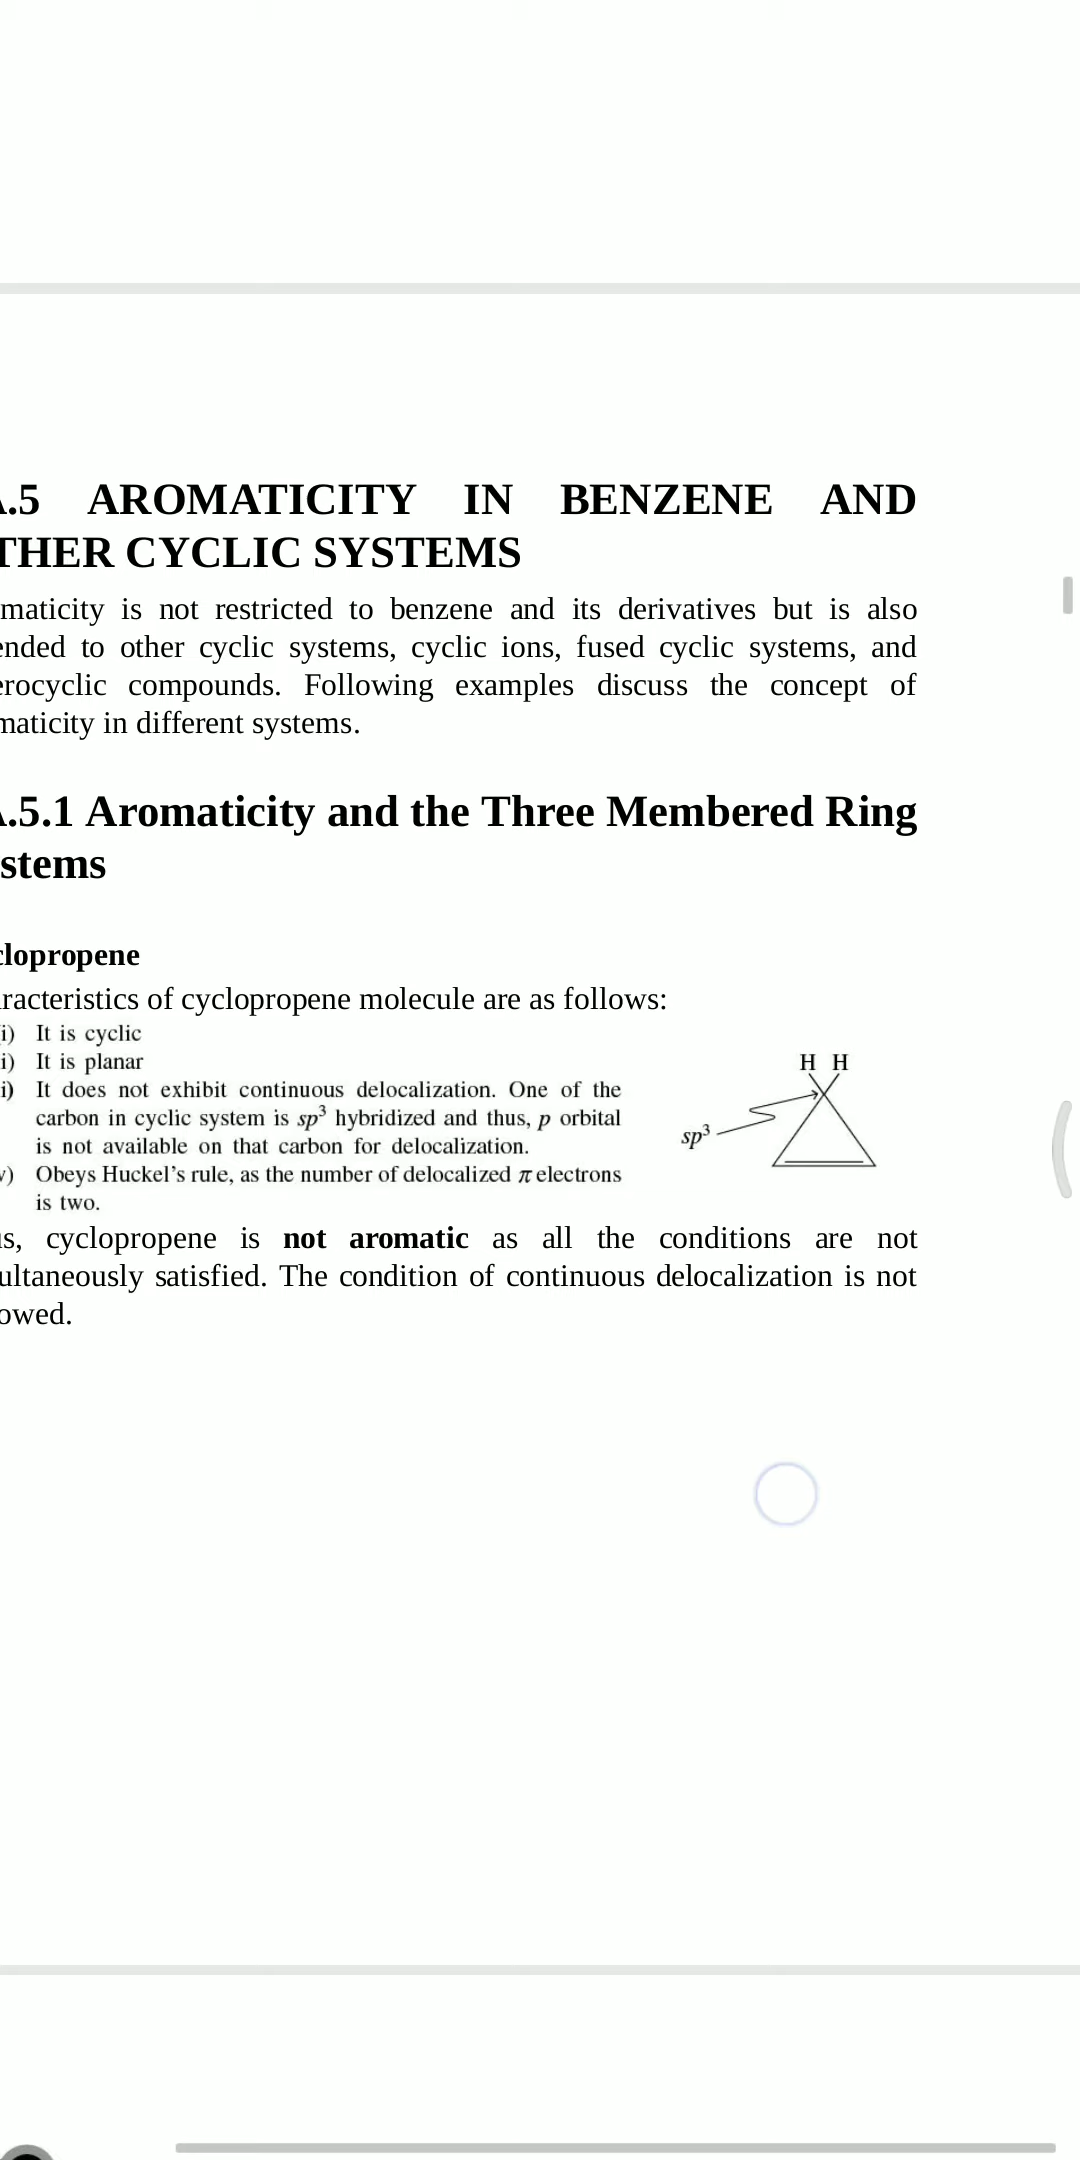 .5 AROMATICITY IN BENZENE AND
THER CYCLIC SYSTEMS
maticity is not restricted to benzene and its derivatives but is also
ended to other cyclic systems, cyclic ions, fused cyclic systems, and
erocyclic compounds. Following examples discuss the concept of
maticity in different systems.
.5.1 Aromaticity and the Three Membered Ring
stems
clopropene
racteristics of cyclopropene molecule are as follows:
i) It is cyclic
i) It is planar
i) It does not exhibit continuous delocalization. One of the
carbon in cyclic system is sp³ hybridized and thus, p orbital
is not available on that carbon for delocalization.
v) Obeys Huckel's rule, as the number of delocalized π electrons
is two.
H H
sp³
s, cyclopropene is not aromatic as all the conditions are not
ultaneously satisfied. The condition of continuous delocalization is not
owed.